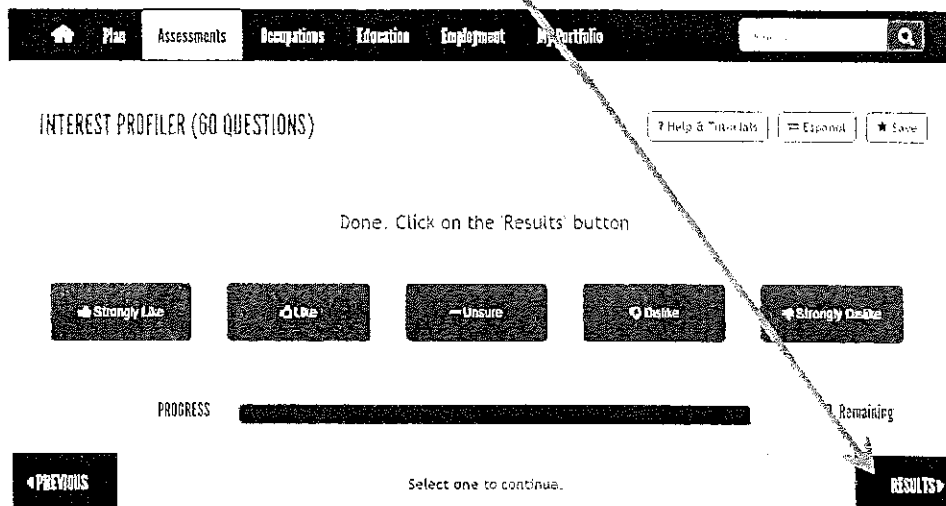 Plan Assessments Occupations Education Employment My Portfolio
INTEREST PROFILER (60 QUESTIONS)
? Help & Tutorials Espanol Save
Done. Click on the 'Results' button
Strongly Like Like Unsure Dislike Strongly Dislike
PROGRESS Remaining
PREVIOUS Select one to continue. RESULTS